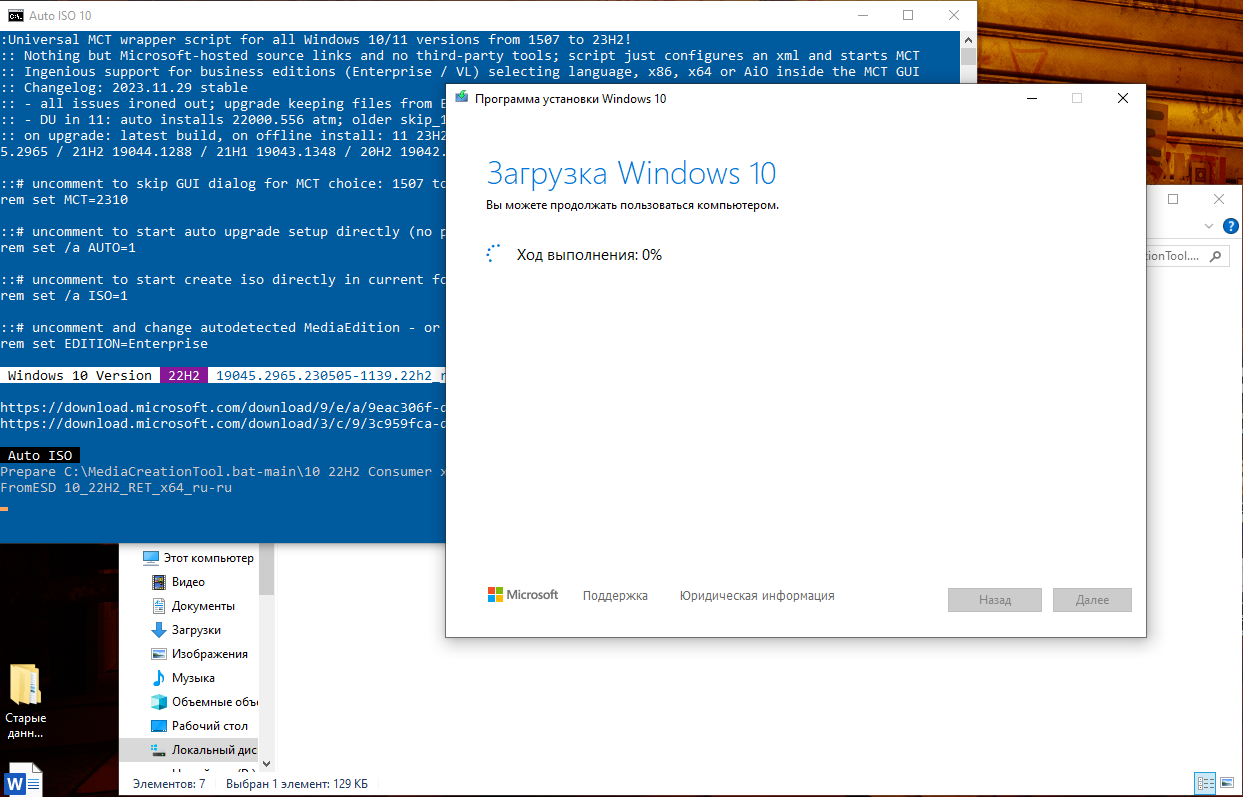 Auto ISO 10
:Universal MCT wrapper script for all Windows 10/11 versions from 1507 to 23H2!
:: Nothing but Microsoft-hosted source links and no third-party tools; script just configures an xml and starts MCT
:: Ingenious support for business editions (Enterprise / VL) selecting language, x86, x64 or AiO inside the MCT GUI
:: Changelog: 2023.11.29 stable
:: - all issues ironed out; upgrade keeping files from
:: - DU in 11: auto installs 22000.556 atm; older skip_1
:: on upgrade: latest build, on offline install: 11 23H2
5.2965 / 21H2 19044.1288 / 21H1 19043.1348 / 20H2 19042.
::# uncomment to skip GUI dialog for MCT choice: 1507 to
rem set MCT=2310
::# uncomment to start auto upgrade setup directly (no p
rem set /a AUTO=1
::# uncomment to start create iso directly in current fo
rem set /a ISO=1
::# uncomment and change autodetected MediaEdition - or
rem set EDITION=Enterprise
Windows 10 Version 22H2 19045.2965.230505-1139.22h2_r
https://download.microsoft.com/download/9/e/a/9eac306f-d
https://download.microsoft.com/download/3/c/9/3c959fca-d
Auto ISO
Prepare C:\MediaCreationTool.bat-main\10 22H2 Consumer x
FromESD 10_22H2_RET_x64_ru-ru
Программа установки Windows 10
Загрузка Windows 10
Вы можете продолжать пользоваться компьютером.
Ход выполнения: 0%
Microsoft
Поддержка
Юридическая информация
Назад
Далее
ionTool....
Этот компьютер
Видео
Документы
Загрузки
Изображения
Музыка
Объемные объ
Рабочий стол
Локальный дис
Элементов: 7
Выбран 1 элемент: 129 КБ
Старые
данн...